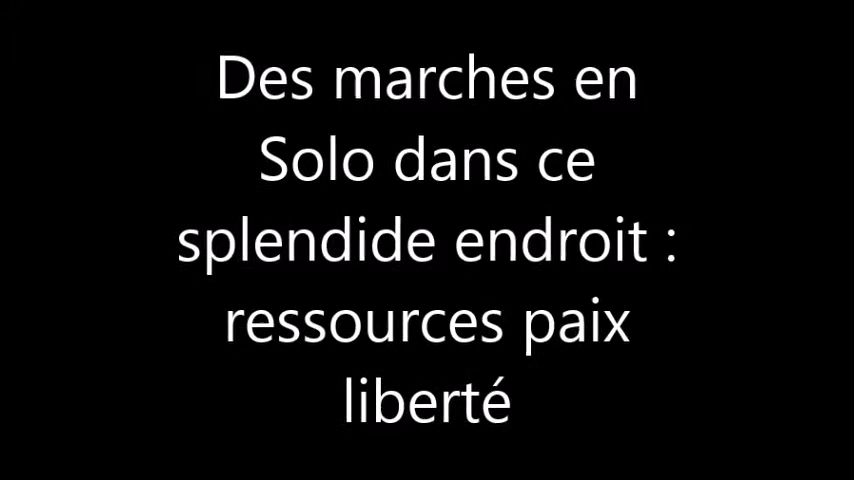 Des marches en
Solo dans ce
splendide endroit :
ressources paix
liberté